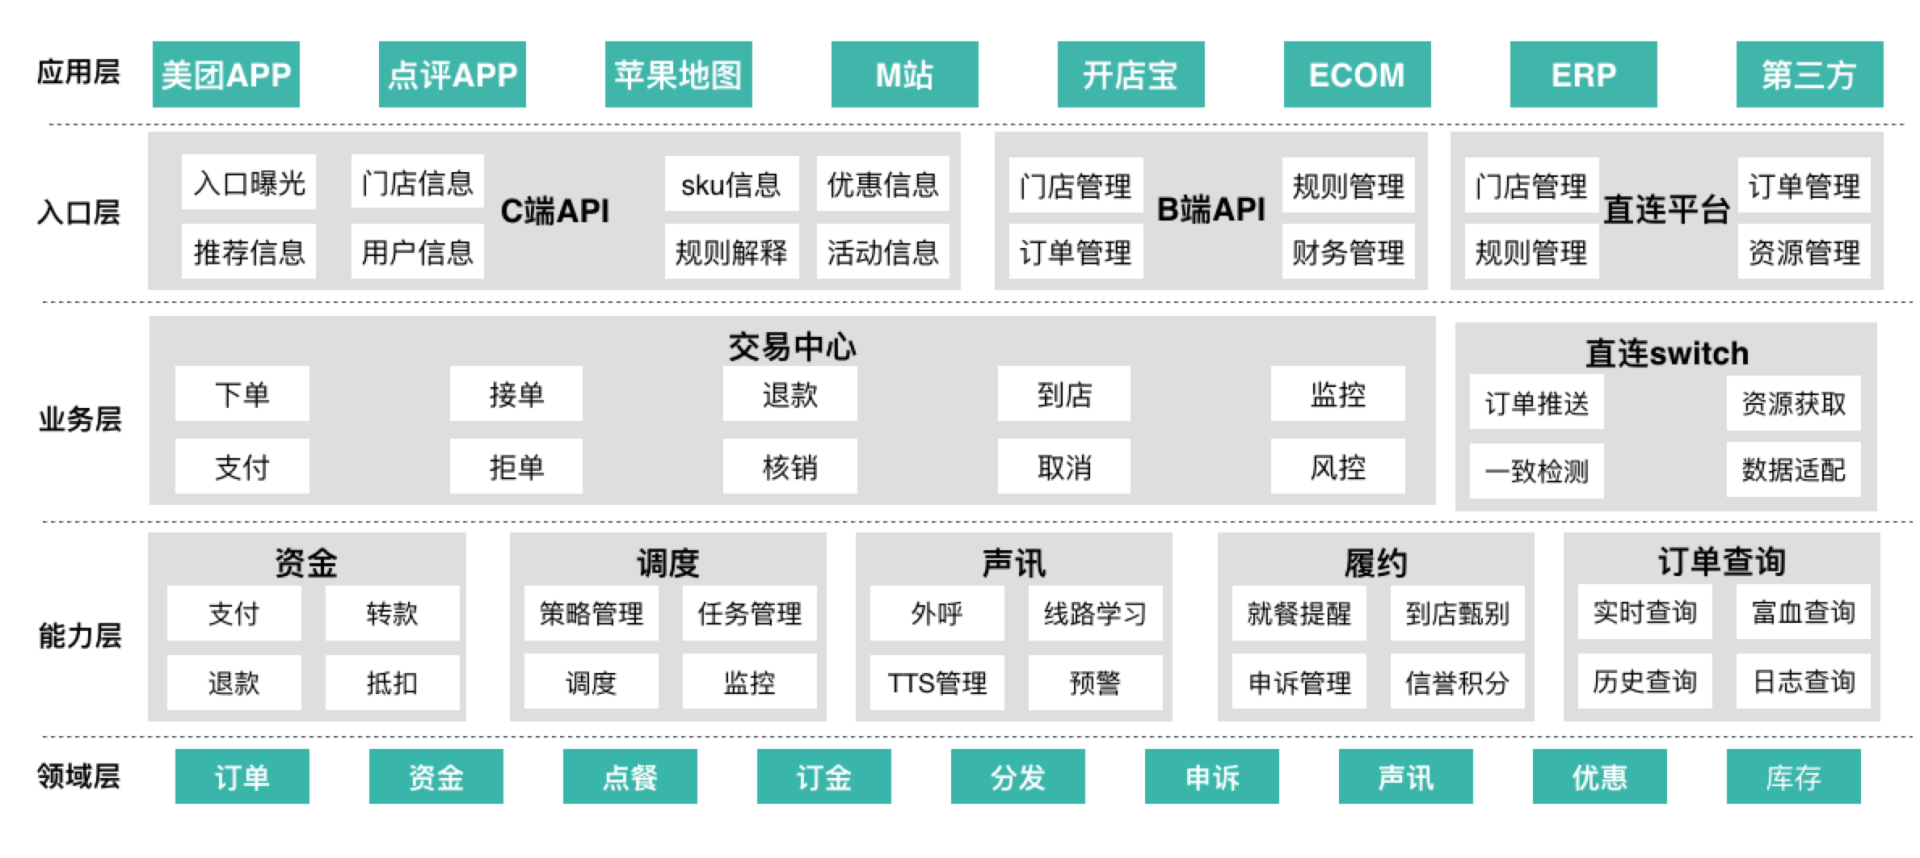 应用层 美团APP 点评APP 苹果地图 M站 开店宝 ECOM ERP 第三方
入口层
入口曝光 门店信息 C端API sku信息 优惠信息
推荐信息 用户信息 规则解释 活动信息
门店管理 B端API 规则管理
订单管理 财务管理
门店管理 直连平台 订单管理
规则管理 资源管理
业务层
交易中心
下单 接单 退款 到店 监控
支付 拒单 核销 取消 风控
直连switch
订单推送 资源获取
一致检测 数据适配
能力层
资金
支付 转款
退款 抵扣
调度
策略管理 任务管理
调度 监控
声讯
外呼 线路学习
TTS管理 预警
履约
就餐提醒 到店甄别
申诉管理 信誉积分
订单查询
实时查询 富血查询
历史查询 日志查询
领域层 订单 资金 点餐 订金 分发 申诉 声讯 优惠 库存